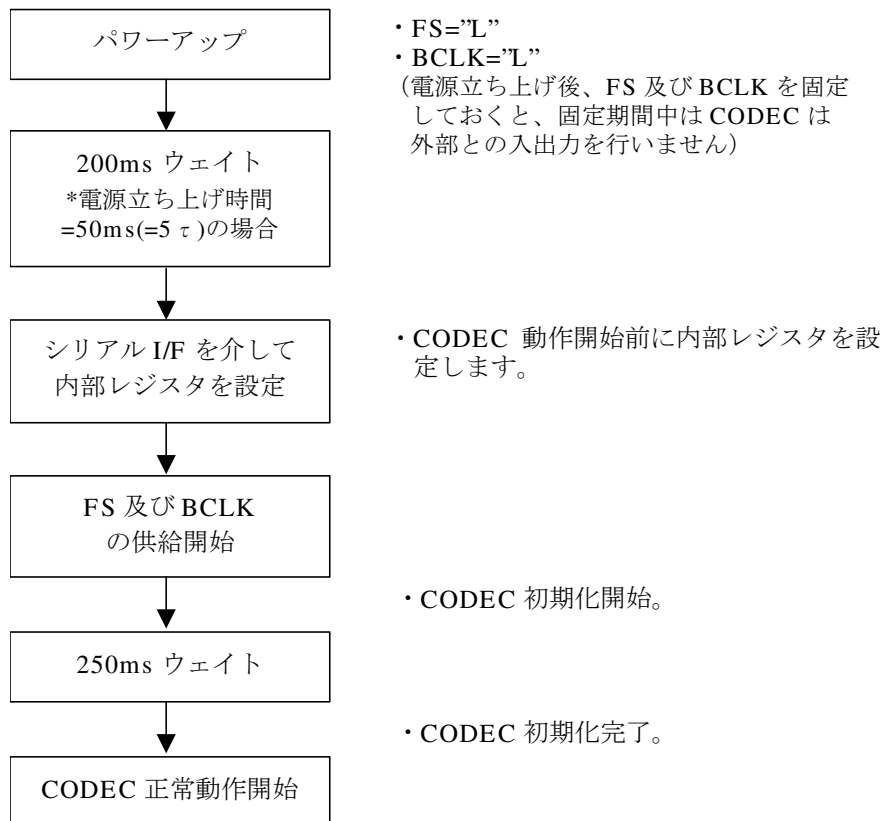 パワーアップ
・FS=”L”
・BCLK=”L”
（電源立ち上げ後、FS 及び BCLK を固定
しておくと、固定期間中は CODEC は
外部との入出力を行いません）
200ms ウェイト
*電源立ち上げ時間
=50ms(=5τ)の場合
シリアル I/F を介して
内部レジスタを設定
・CODEC 動作開始前に内部レジスタを設
定します。
FS 及び BCLK
の供給開始
・CODEC 初期化開始。
250ms ウェイト
・CODEC 初期化完了。
CODEC 正常動作開始